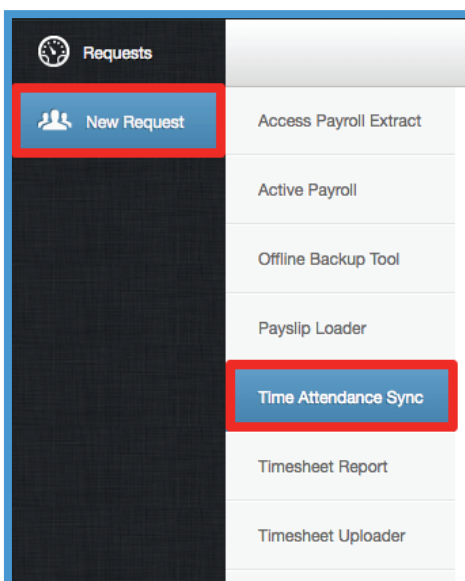 Requests
New Request
Access Payroll Extract
Active Payroll
Offline Backup Tool
Payslip Loader
Time Attendance Sync
Timesheet Report
Timesheet Uploader